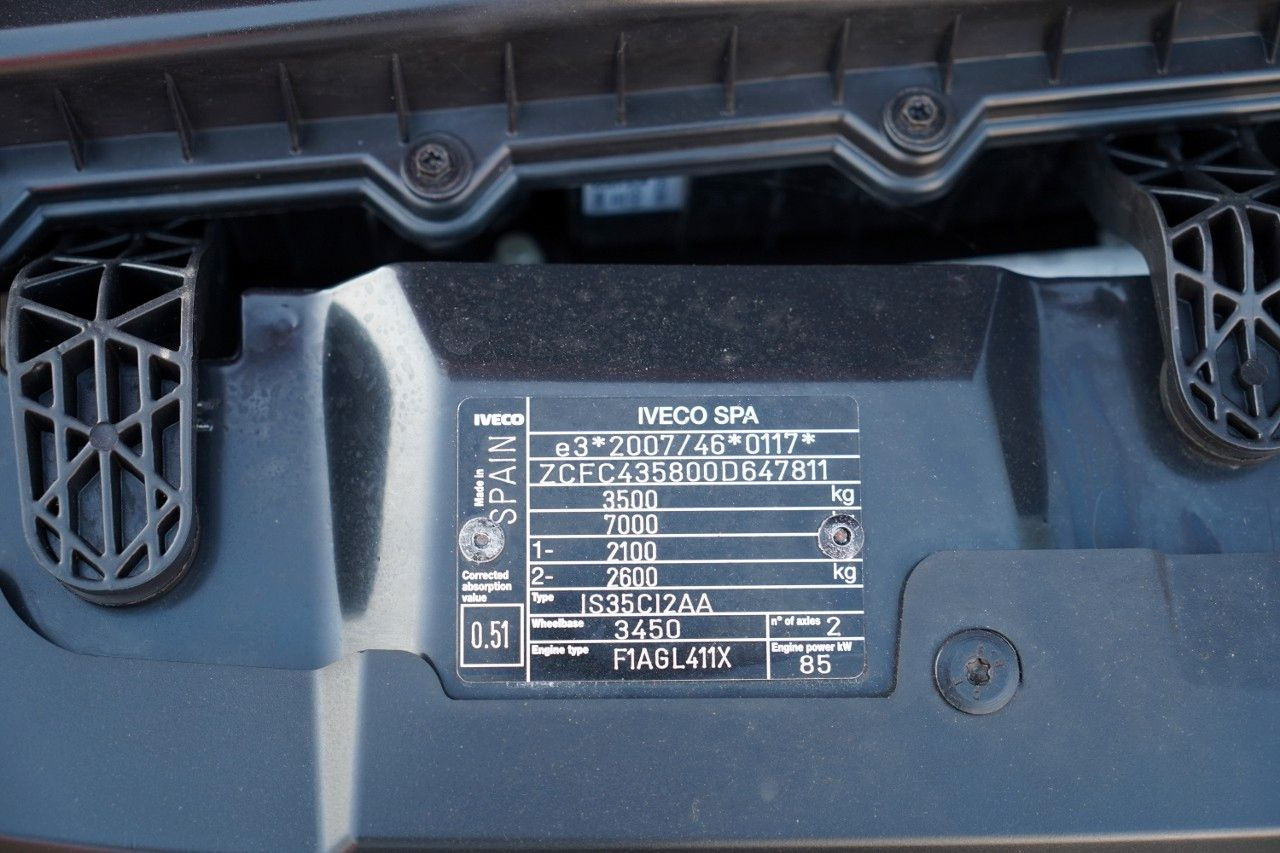 IVECO
Made in
SPAIN
Corrected
absorption
value
0.51
IVECO SPA
e3*2007/46*0117*
ZCFC435800D647811
3500 kg
7000
1- 2100
2- 2600 kg
Type IS35CI2AA
Wheelbase 3450 n° of axles 2
Engine type F1AGL411X Engine power kW 85